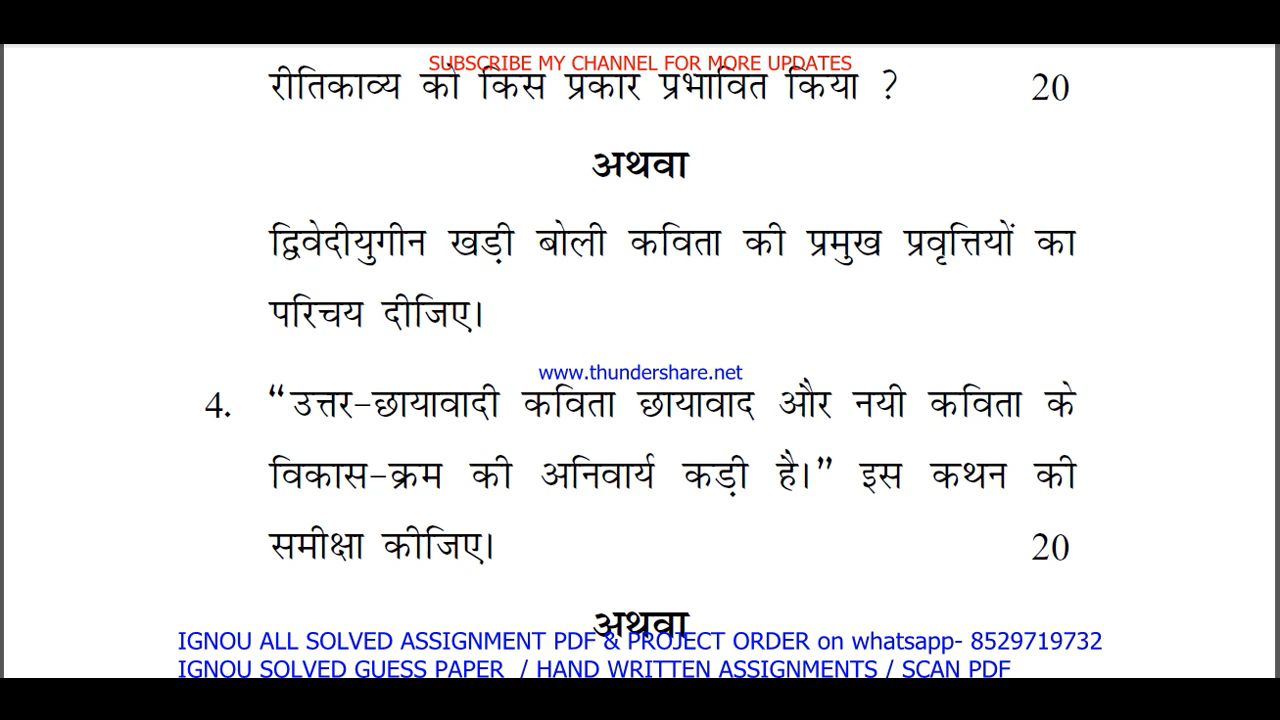 SUBSCRIBE MY CHANNEL FOR MORE UPDATES
रीतिकाव्य को किस प्रकार प्रभावित किया ? 20
अथवा
द्विवेदीयुगीन खड़ी बोली कविता की प्रमुख प्रवृत्तियों का
परिचय दीजिए।
www.thundershare.net
4. “उत्तर-छायावादी कविता छायावाद और नयी कविता के
विकास-क्रम की अनिवार्य कड़ी है।” इस कथन की
समीक्षा कीजिए। 20
अथवा
IGNOU ALL SOLVED ASSIGNMENT PDF & PROJECT ORDER on whatsapp- 8529719732
IGNOU SOLVED GUESS PAPER / HAND WRITTEN ASSIGNMENTS / SCAN PDF